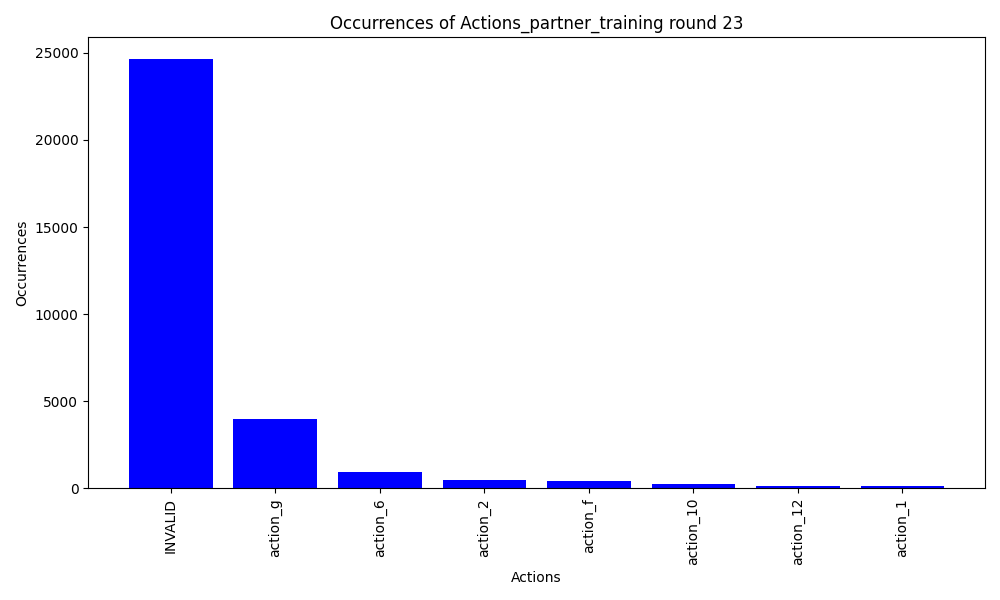 Occurrences of Actions_partner_training round 23
25000
20000
15000
10000
5000
0
Occurrences
INVALID
action_g
action_6
action_2
action_f
action_10
action_12
action_1
Actions